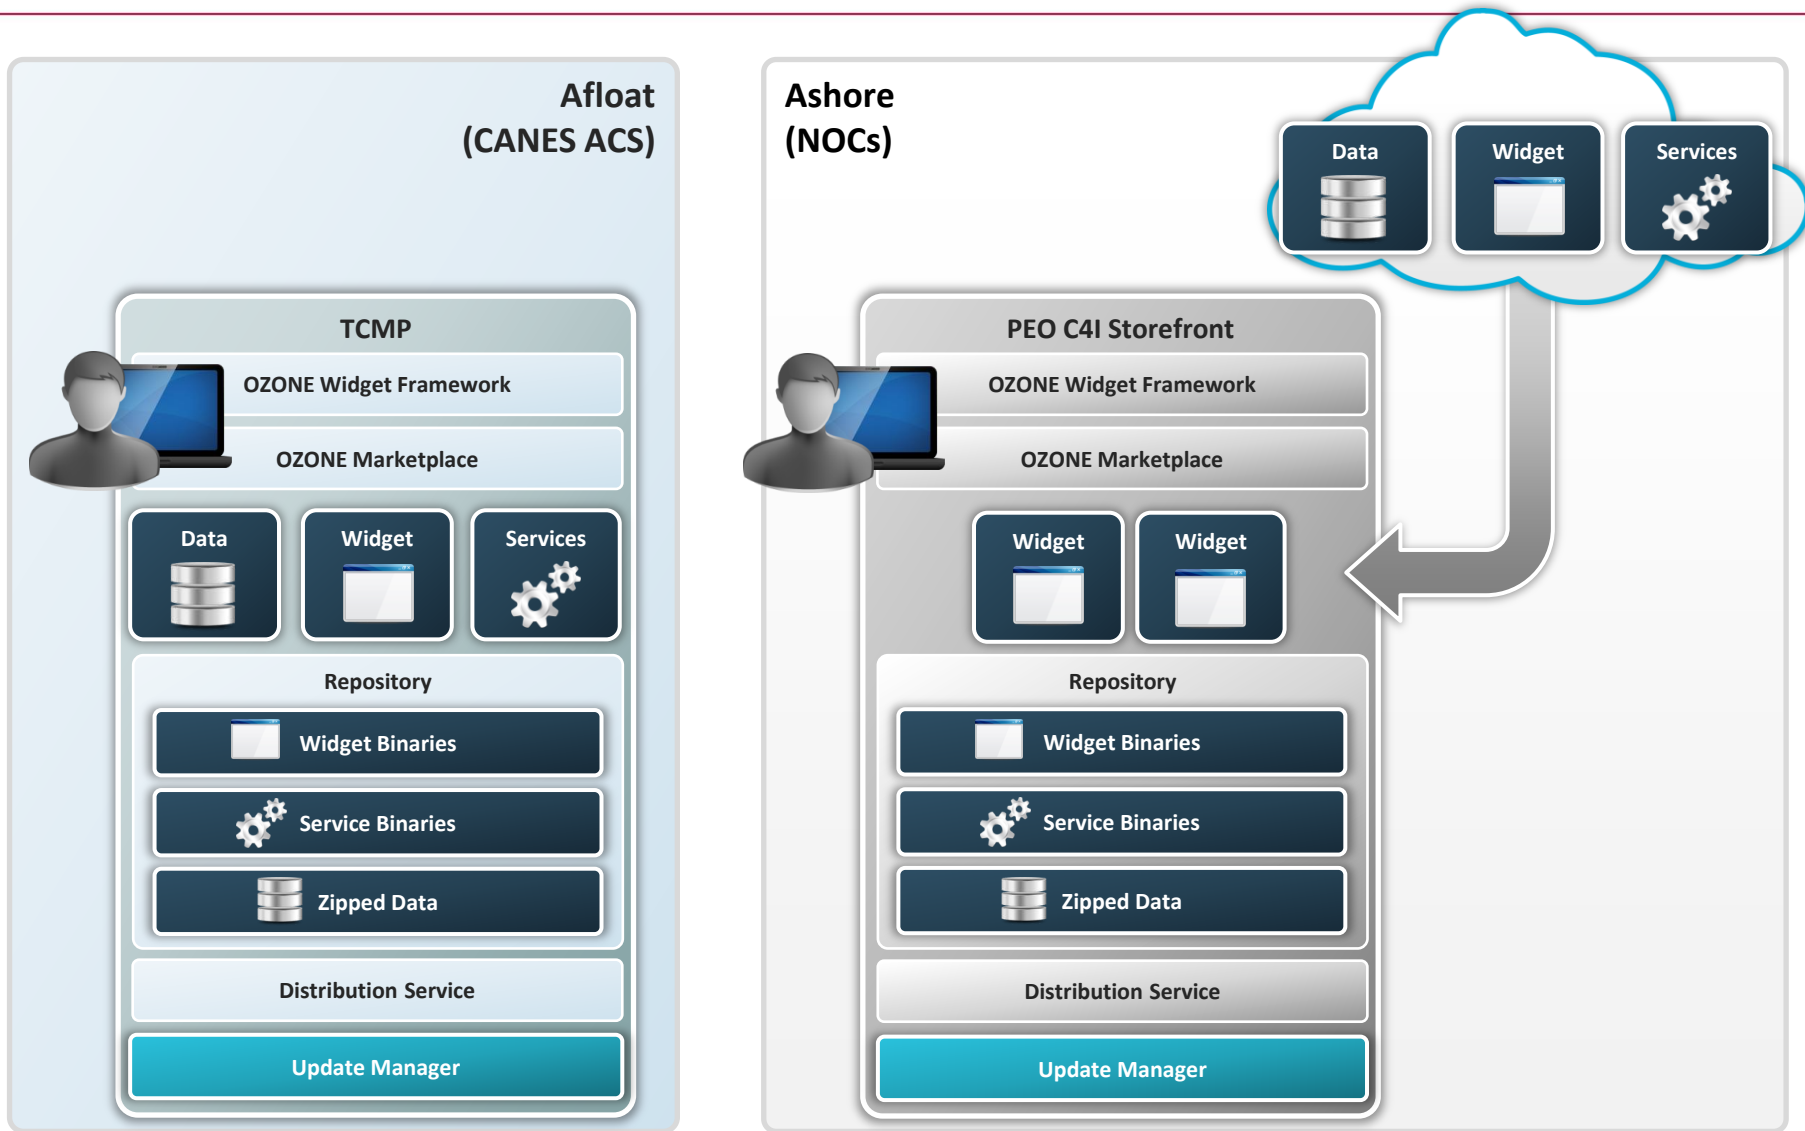 Afloat
(CANES ACS)
TCMP
OZONE Widget Framework
OZONE Marketplace
Data
Widget
Services
Repository
Widget Binaries
Service Binaries
Zipped Data
Distribution Service
Update Manager
Ashore
(NOCs)
Data
Widget
Services
PEO C4I Storefront
OZONE Widget Framework
OZONE Marketplace
Widget
Widget
Repository
Widget Binaries
Service Binaries
Zipped Data
Distribution Service
Update Manager